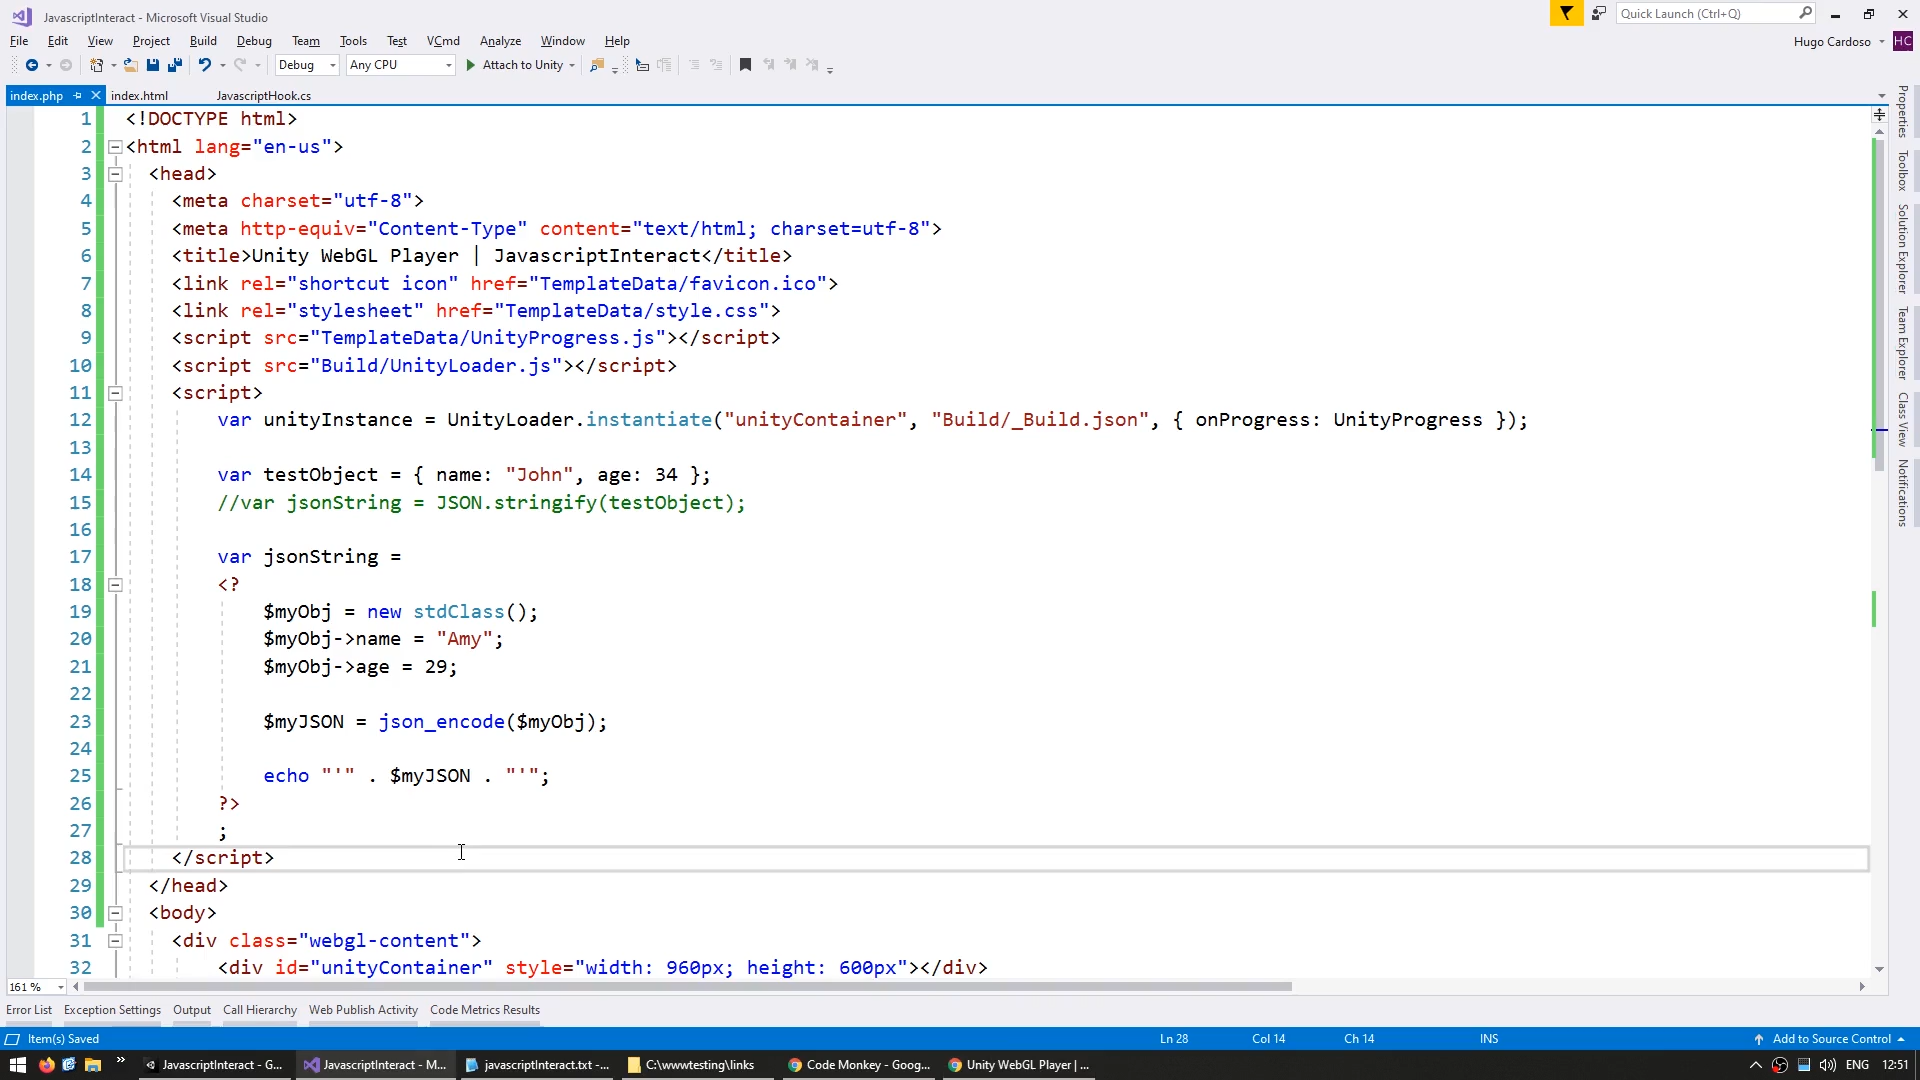 JavascriptInteract - Microsoft Visual Studio
Quick Launch (Ctrl+Q)
File Edit View Project Build Debug Team Tools Test VCmd Analyze Window Help
Hugo Cardoso HC
Debug Any CPU Attach to Unity
index.php index.html JavascriptHook.cs
1 <!DOCTYPE html>
2 <html lang="en-us">
3 <head>
4 <meta charset="utf-8">
5 <meta http-equiv="Content-Type" content="text/html; charset=utf-8">
6 <title>Unity WebGL Player | JavascriptInteract</title>
7 <link rel="shortcut icon" href="TemplateData/favicon.ico">
8 <link rel="stylesheet" href="TemplateData/style.css">
9 <script src="TemplateData/UnityProgress.js"></script>
10 <script src="Build/UnityLoader.js"></script>
11 <script>
12 var unityInstance = UnityLoader.instantiate("unityContainer", "Build/_Build.json", { onProgress: UnityProgress });
13
14 var testObject = { name: "John", age: 34 };
15 //var jsonString = JSON.stringify(testObject);
16
17 var jsonString =
18 <?
19 $myObj = new stdClass();
20 $myObj->name = "Amy";
21 $myObj->age = 29;
22
23 $myJSON = json_encode($myObj);
24
25 echo "'" . $myJSON . "'";
26 ?>
27 ;
28 </script>
29 </head>
30 <body>
31 <div class="webgl-content">
32 <div id="unityContainer" style="width: 960px; height: 600px"></div>
Properties
Toolbox
Solution Explorer
Team Explorer
Class View
Notifications
161 %
Error List Exception Settings Output Call Hierarchy Web Publish Activity Code Metrics Results
Item(s) Saved Ln 28 Col 14 Ch 14 INS Add to Source Control
JavascriptInteract - G... JavascriptInteract - M... javascriptInteract.txt -... C:\wwwtesting\links Code Monkey - Goog... Unity WebGL Player | ... ENG 12:51